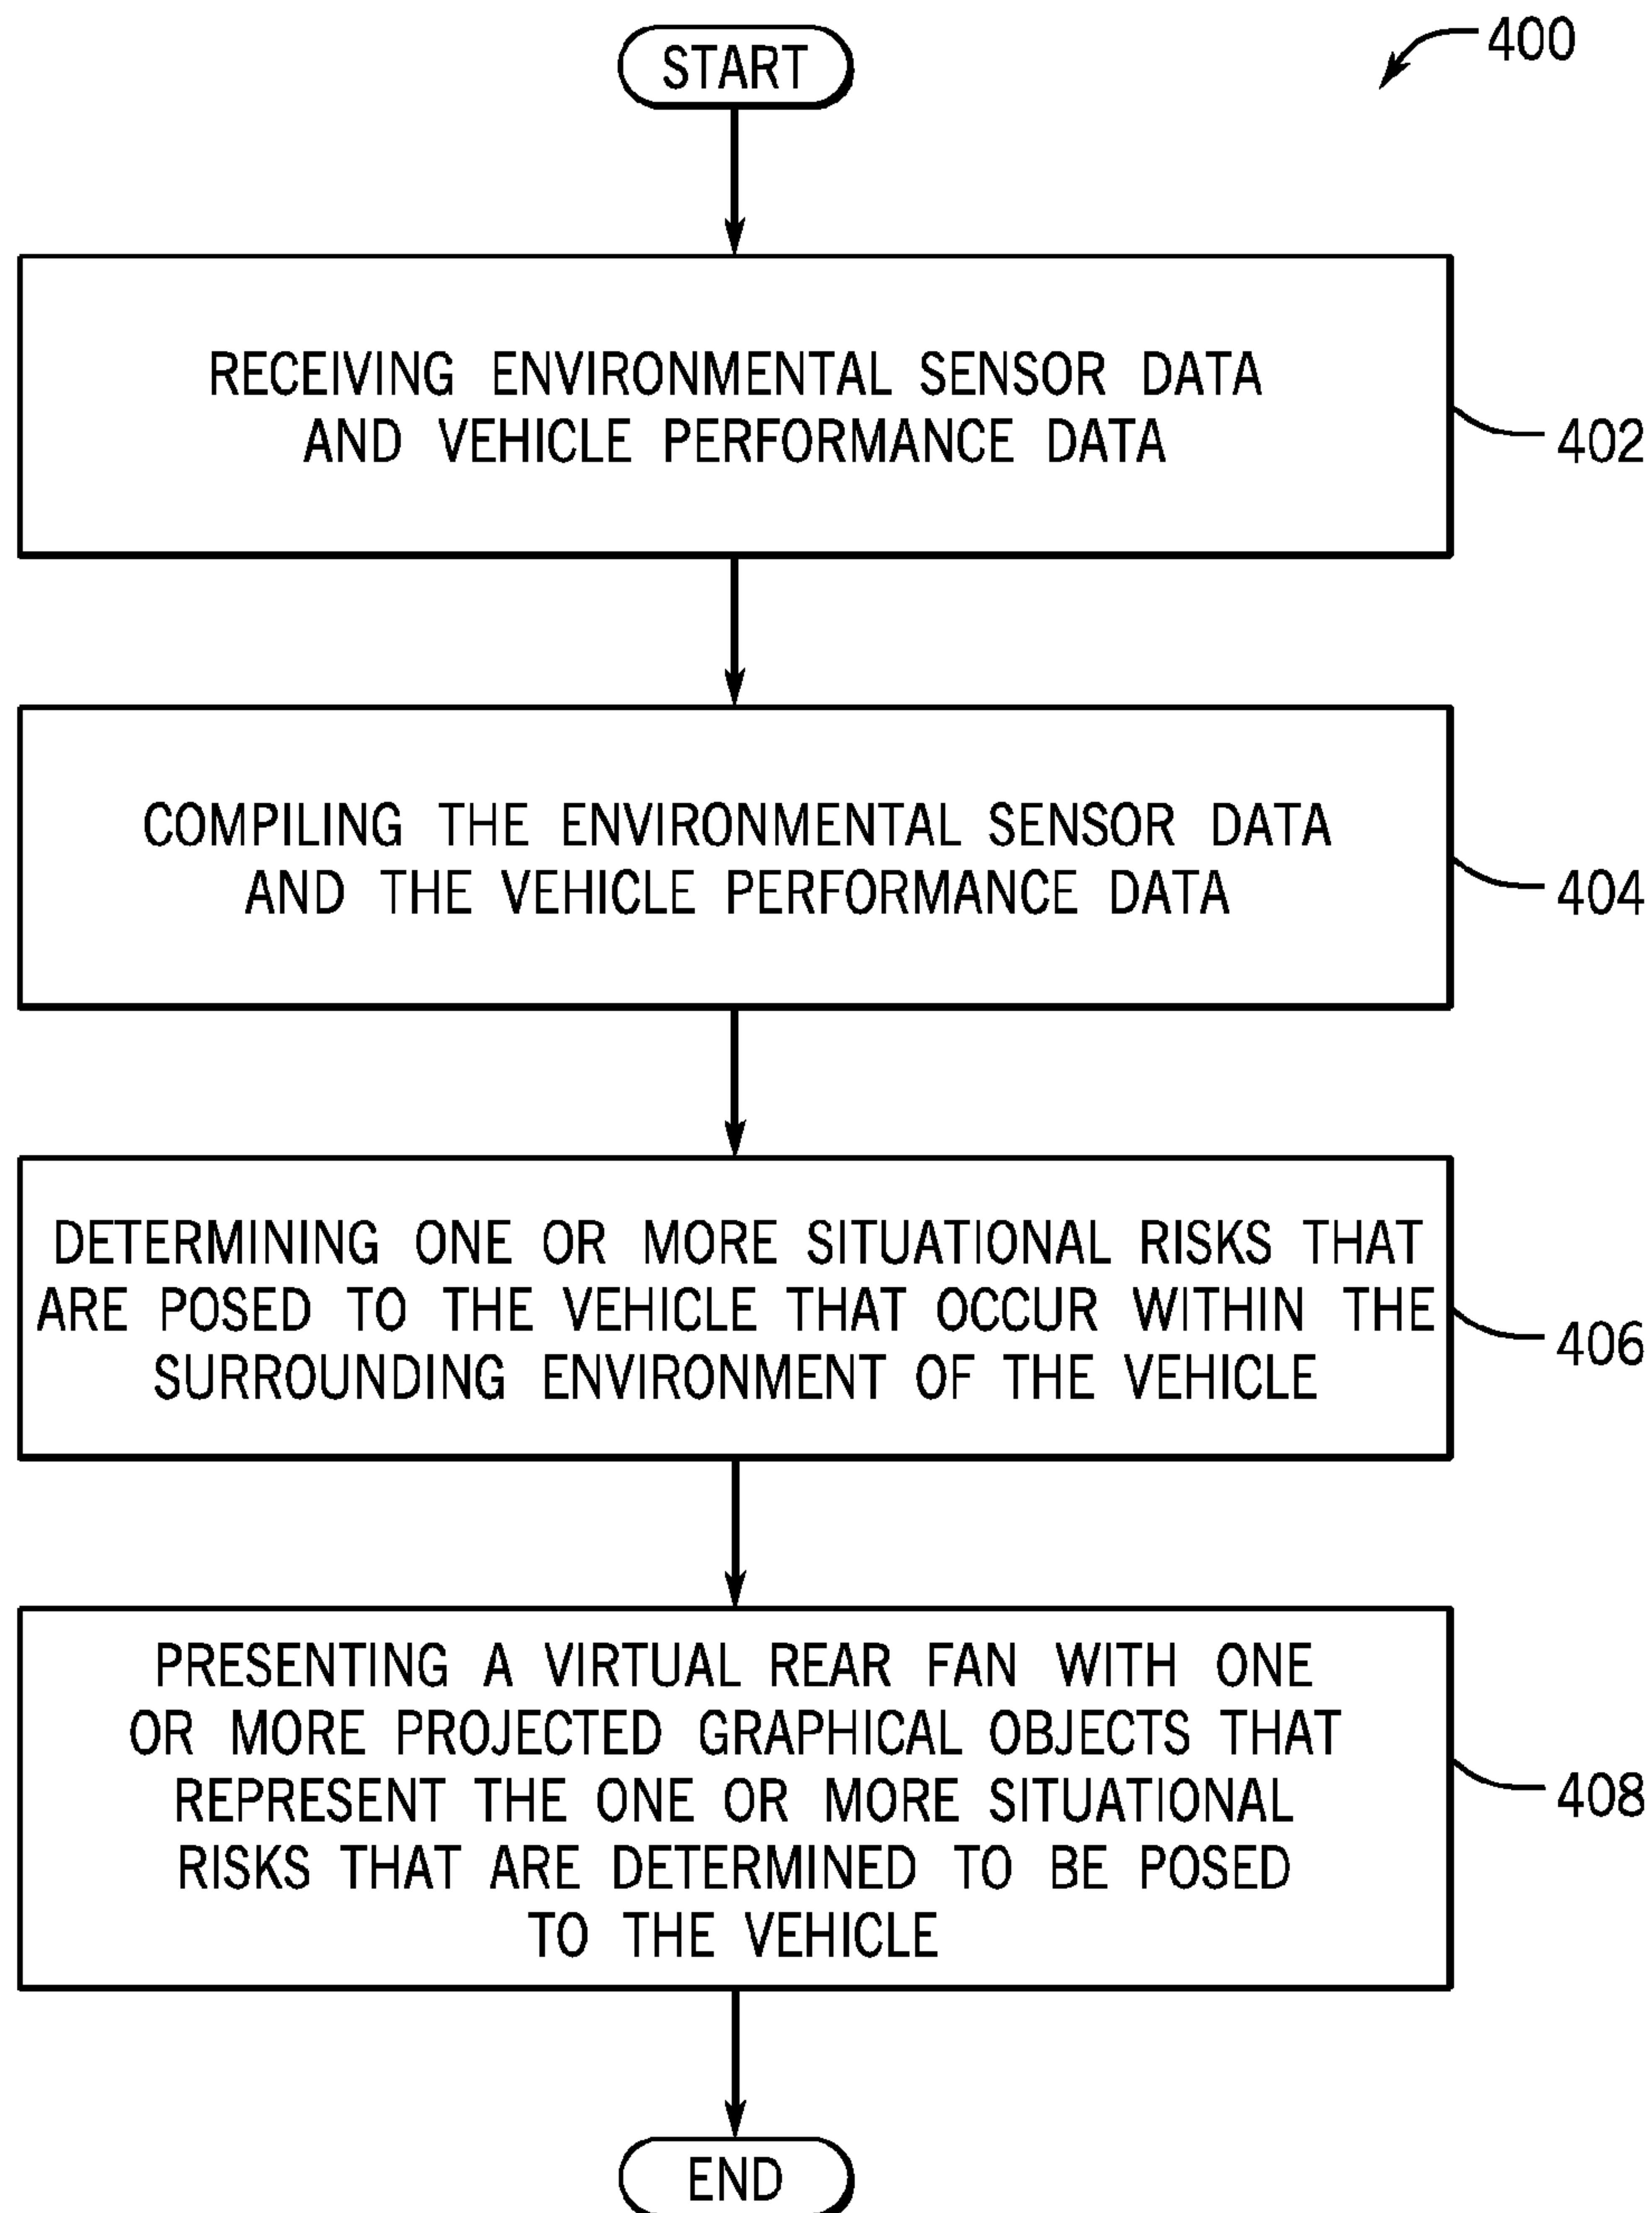 START
400
RECEIVING ENVIRONMENTAL SENSOR DATA
AND VEHICLE PERFORMANCE DATA
402
COMPILING THE ENVIRONMENTAL SENSOR DATA
AND THE VEHICLE PERFORMANCE DATA
404
DETERMINING ONE OR MORE SITUATIONAL RISKS THAT
ARE POSED TO THE VEHICLE THAT OCCUR WITHIN THE
SURROUNDING ENVIRONMENT OF THE VEHICLE
406
PRESENTING A VIRTUAL REAR FAN WITH ONE
OR MORE PROJECTED GRAPHICAL OBJECTS THAT
REPRESENT THE ONE OR MORE SITUATIONAL
RISKS THAT ARE DETERMINED TO BE POSED
TO THE VEHICLE
408
END